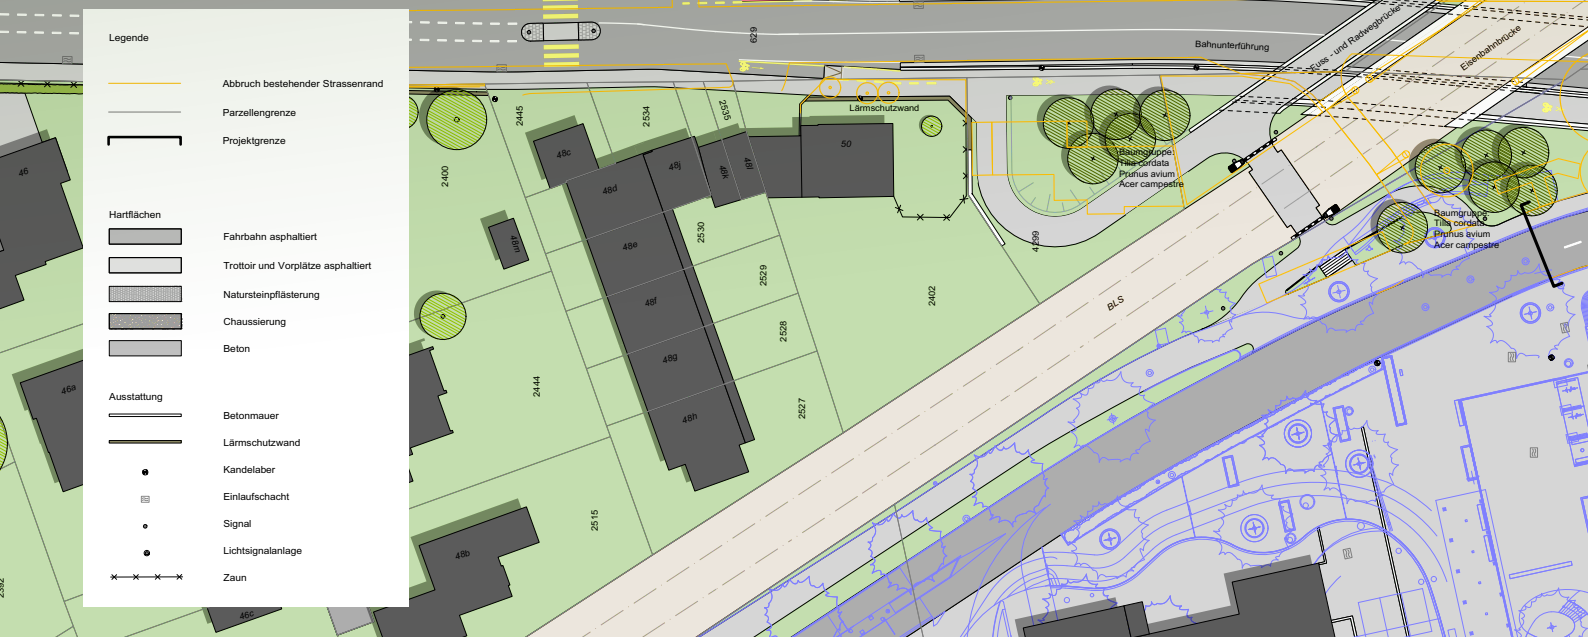 Legende
Abbruch bestehender Strassenrand
Parzellengrenze
Projektgrenze
Hartflächen
Fahrbahn asphaltiert
Trottoir und Vorplätze asphaltiert
Natursteinpflästerung
Chaussierung
Beton
Ausstattung
Betonmauer
Lärmschutzwand
Kandelaber
Einlaufschacht
Signal
Lichtsignalanlage
Zaun
629
Bahnunterführung
Fuss- und Radwegbrücke
Eisenbahnbrücke
Lärmschutzwand
2445
2534
2535
2400
48c
48d
48j
48k
48l
50
48m
48e
48f
48g
48h
2530
2529
2528
2527
2402
4299
2444
2515
48b
46
46a
46c
2392
BLS
Baumgruppe:
Tilia cordata
Prunus avium
Acer campestre
Baumgruppe:
Tilia cordata
Prunus avium
Acer campestre